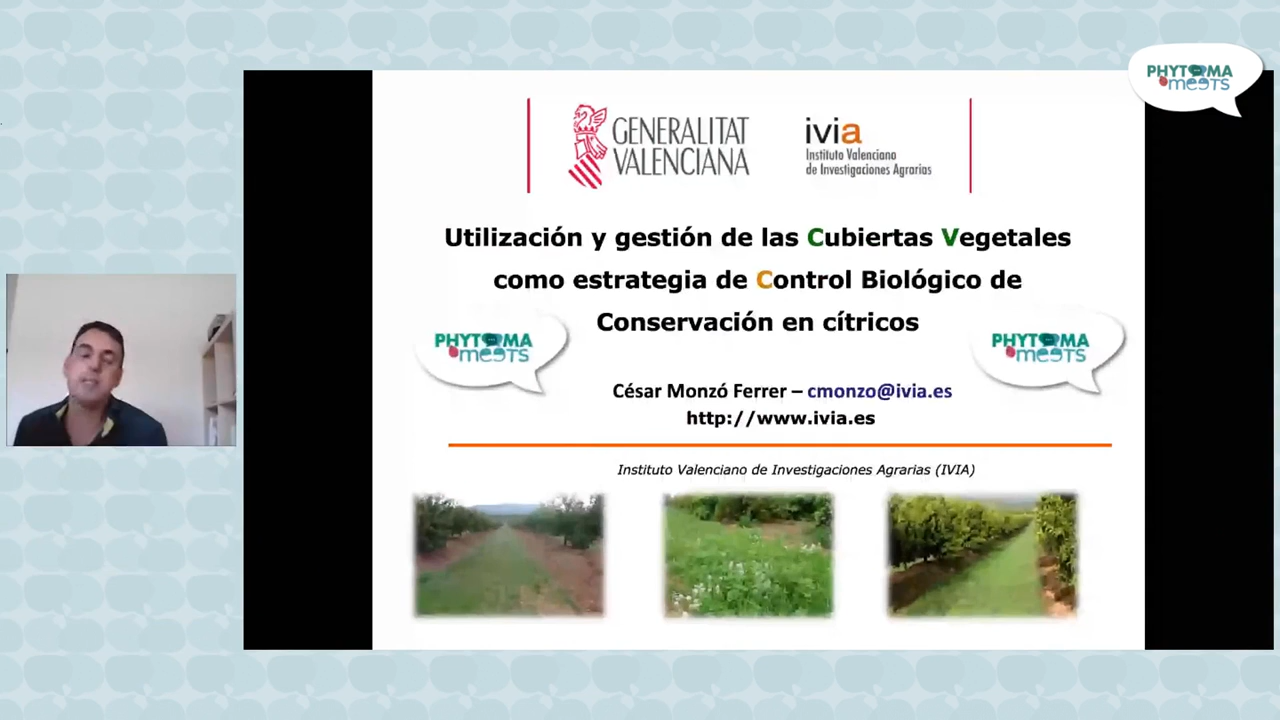 PHYTOMA
meeTS
GENERALITAT
VALENCIANA
ivia
Instituto Valenciano
de Investigaciones Agrarias
Utilización y gestión de las Cubiertas Vegetales
como estrategia de Control Biológico de
Conservación en cítricos
PHYTOMA
meeTS
PHYTOMA
meeTS
César Monzó Ferrer – cmonzo@ivia.es
http://www.ivia.es
Instituto Valenciano de Investigaciones Agrarias (IVIA)